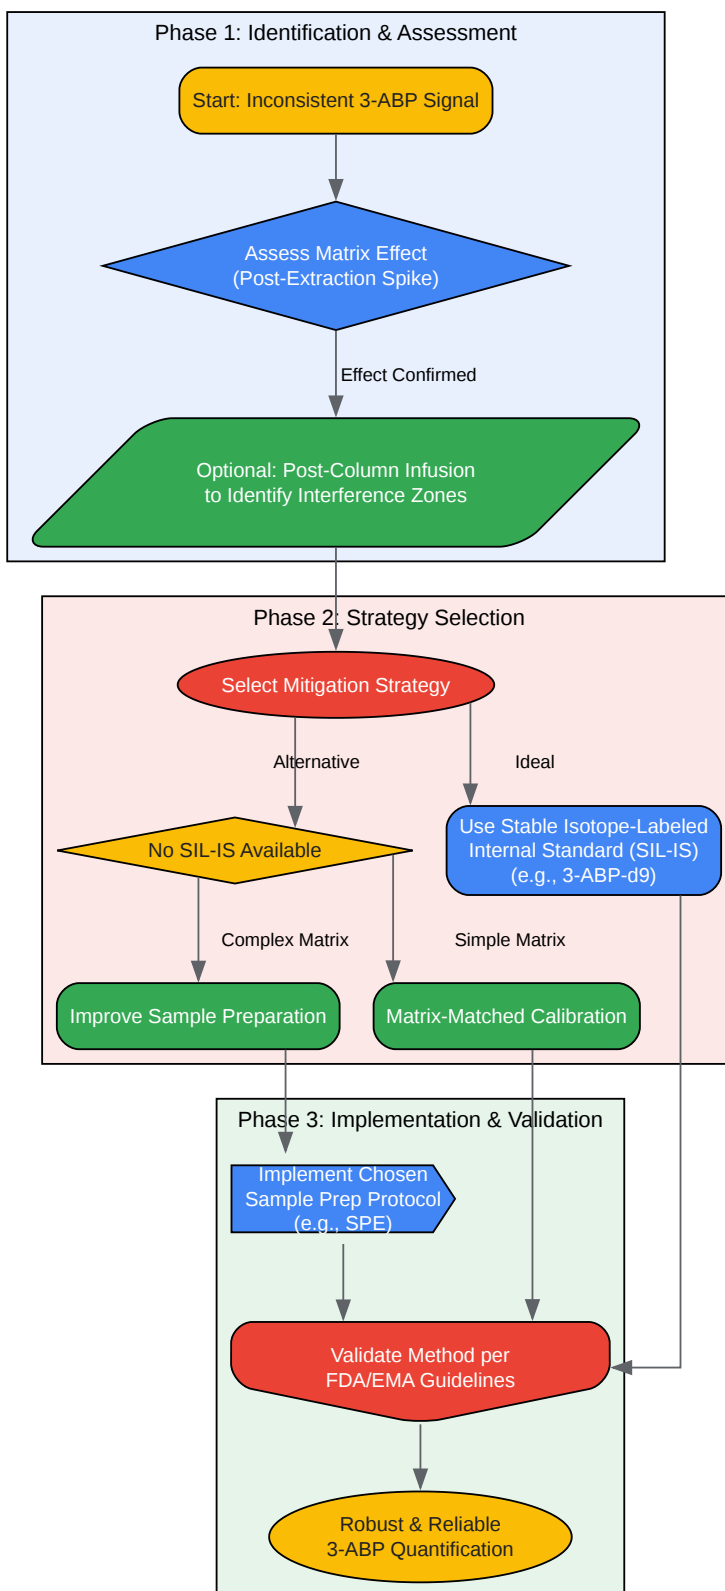 Phase 1: Identification & Assessment
Start: Inconsistent 3-ABP Signal
Assess Matrix Effect
(Post-Extraction Spike)
Effect Confirmed
Optional: Post-Column Infusion
to Identify Interference Zones
Phase 2: Strategy Selection
Select Mitigation Strategy
Alternative
Ideal
No SIL-IS Available
Use Stable Isotope-Labeled
Internal Standard (SIL-IS)
(e.g., 3-ABP-d9)
Complex Matrix
Simple Matrix
Improve Sample Preparation
Matrix-Matched Calibration
Phase 3: Implementation & Validation
Implement Chosen
Sample Prep Protocol
(e.g., SPE)
Validate Method per
FDA/EMA Guidelines
Robust & Reliable
3-ABP Quantification